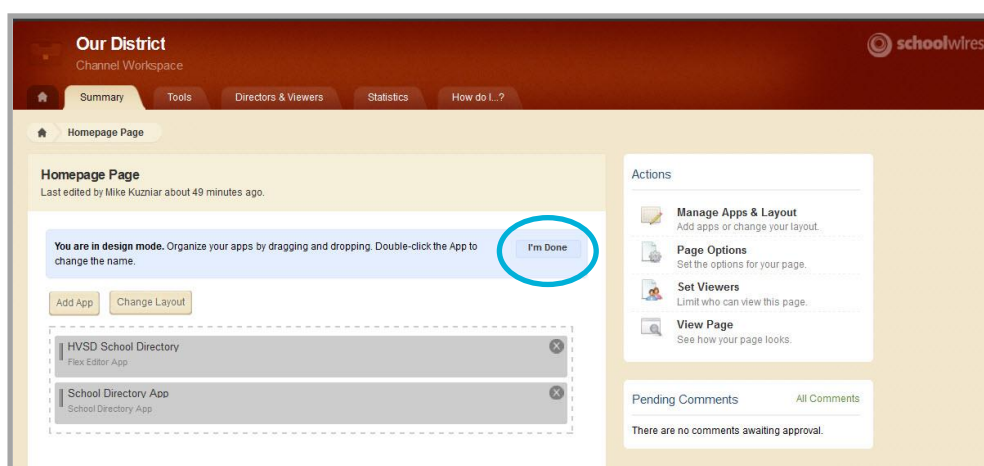 Our District
Channel Workspace
schoolwires
Summary Tools Directors & Viewers Statistics How do I...?
Homepage Page
Homepage Page
Last edited by Mike Kuzniar about 49 minutes ago.
You are in design mode. Organize your apps by dragging and dropping. Double-click the App to
change the name.
I'm Done
Add App Change Layout
HVSD School Directory
Flex Editor App
School Directory App
School Directory App
Actions
Manage Apps & Layout
Add apps or change your layout.
Page Options
Set the options for your page.
Set Viewers
Limit who can view this page.
View Page
See how your page looks.
Pending Comments All Comments
There are no comments awaiting approval.